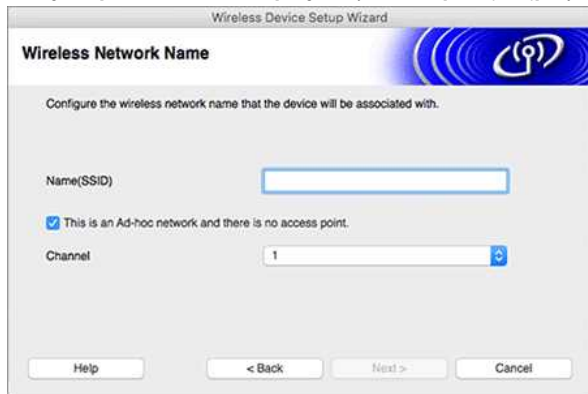 Wireless Device Setup Wizard
Wireless Network Name
Configure the wireless network name that the device will be associated with.
Name(SSID)
This is an Ad-hoc network and there is no access point.
Channel 1
Help < Back Next > Cancel